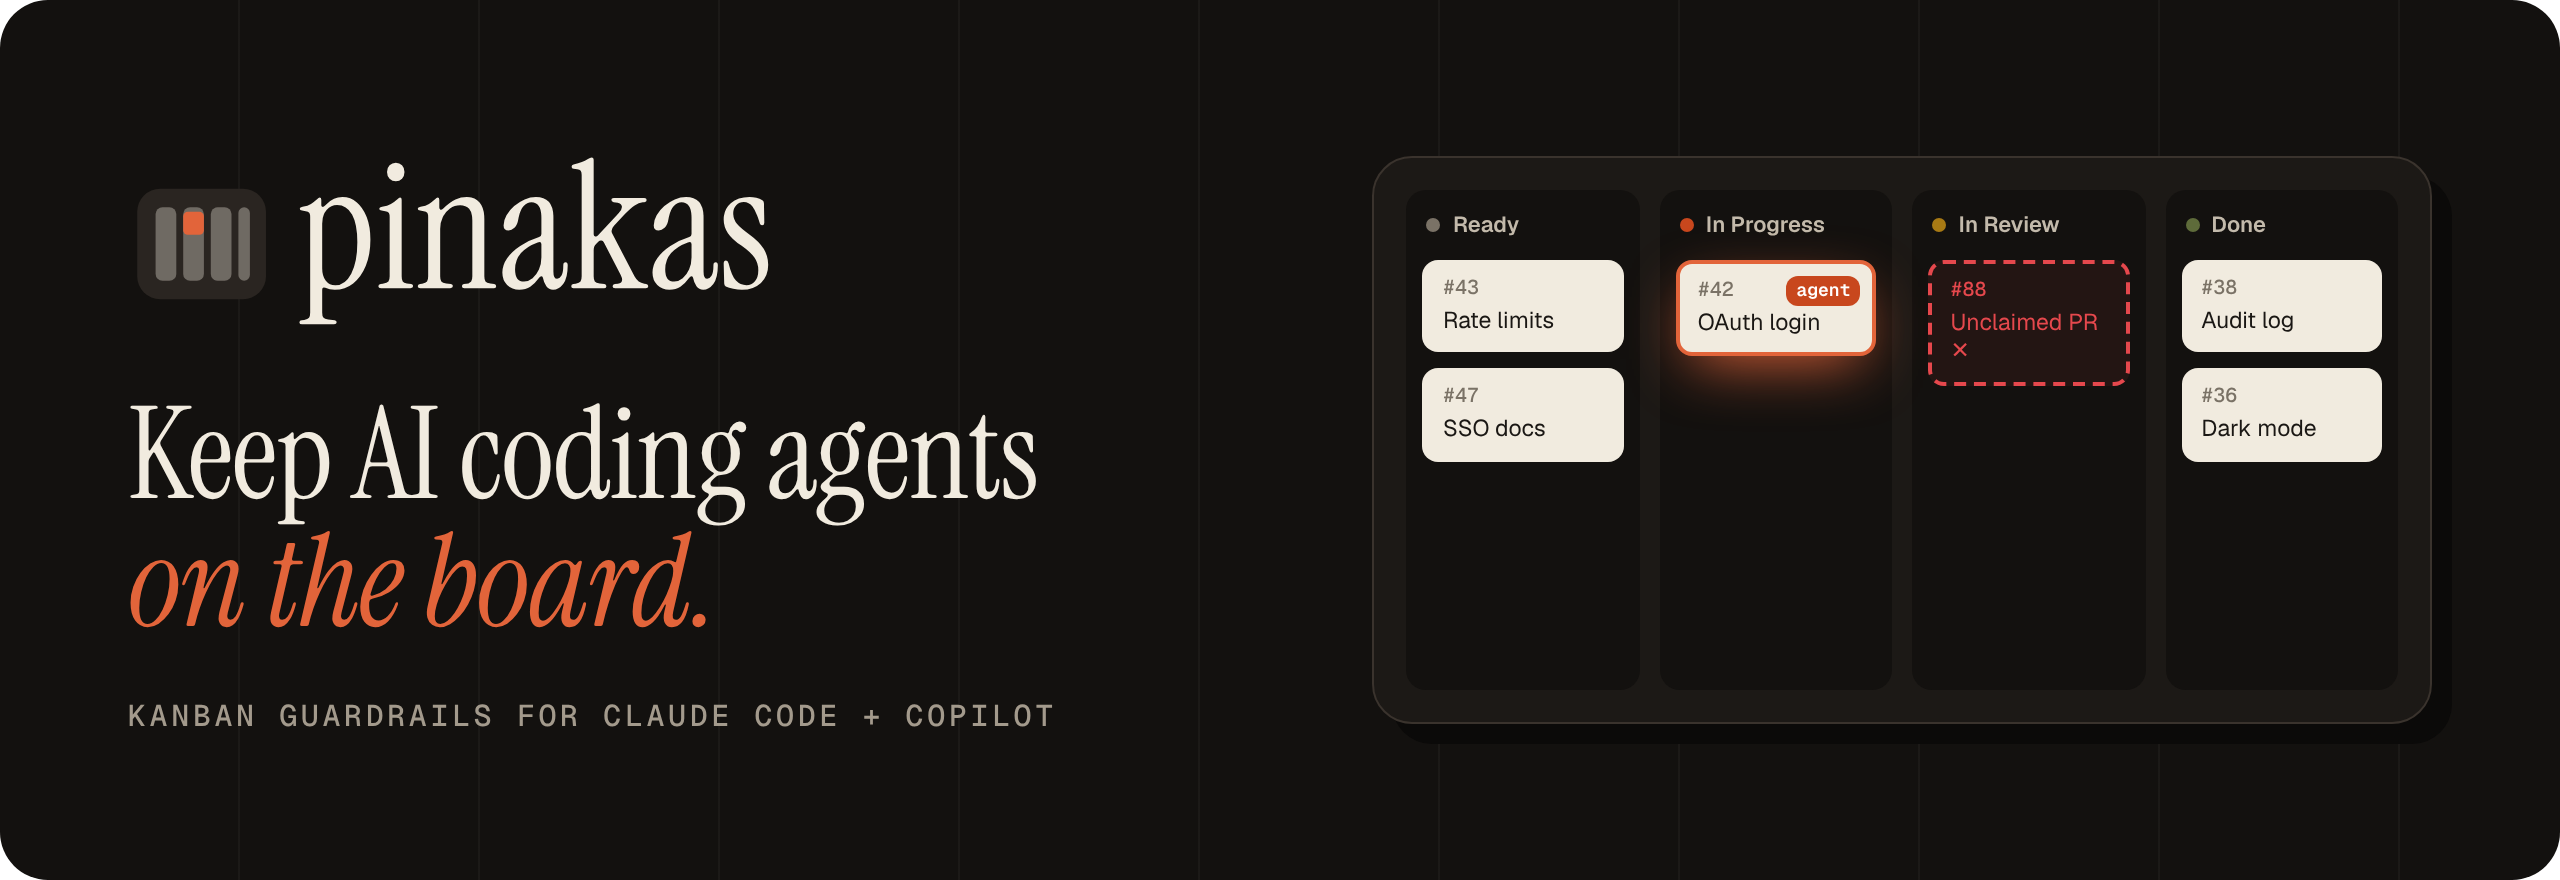 pinakas
Keep AI coding agents
on the board.
KANBAN GUARDRAILS FOR CLAUDE CODE + COPILOT
Ready
#43
Rate limits
#47
SSO docs
In Progress
#42 agent
OAuth login
In Review
#88
Unclaimed PR
×
Done
#38
Audit log
#36
Dark mode